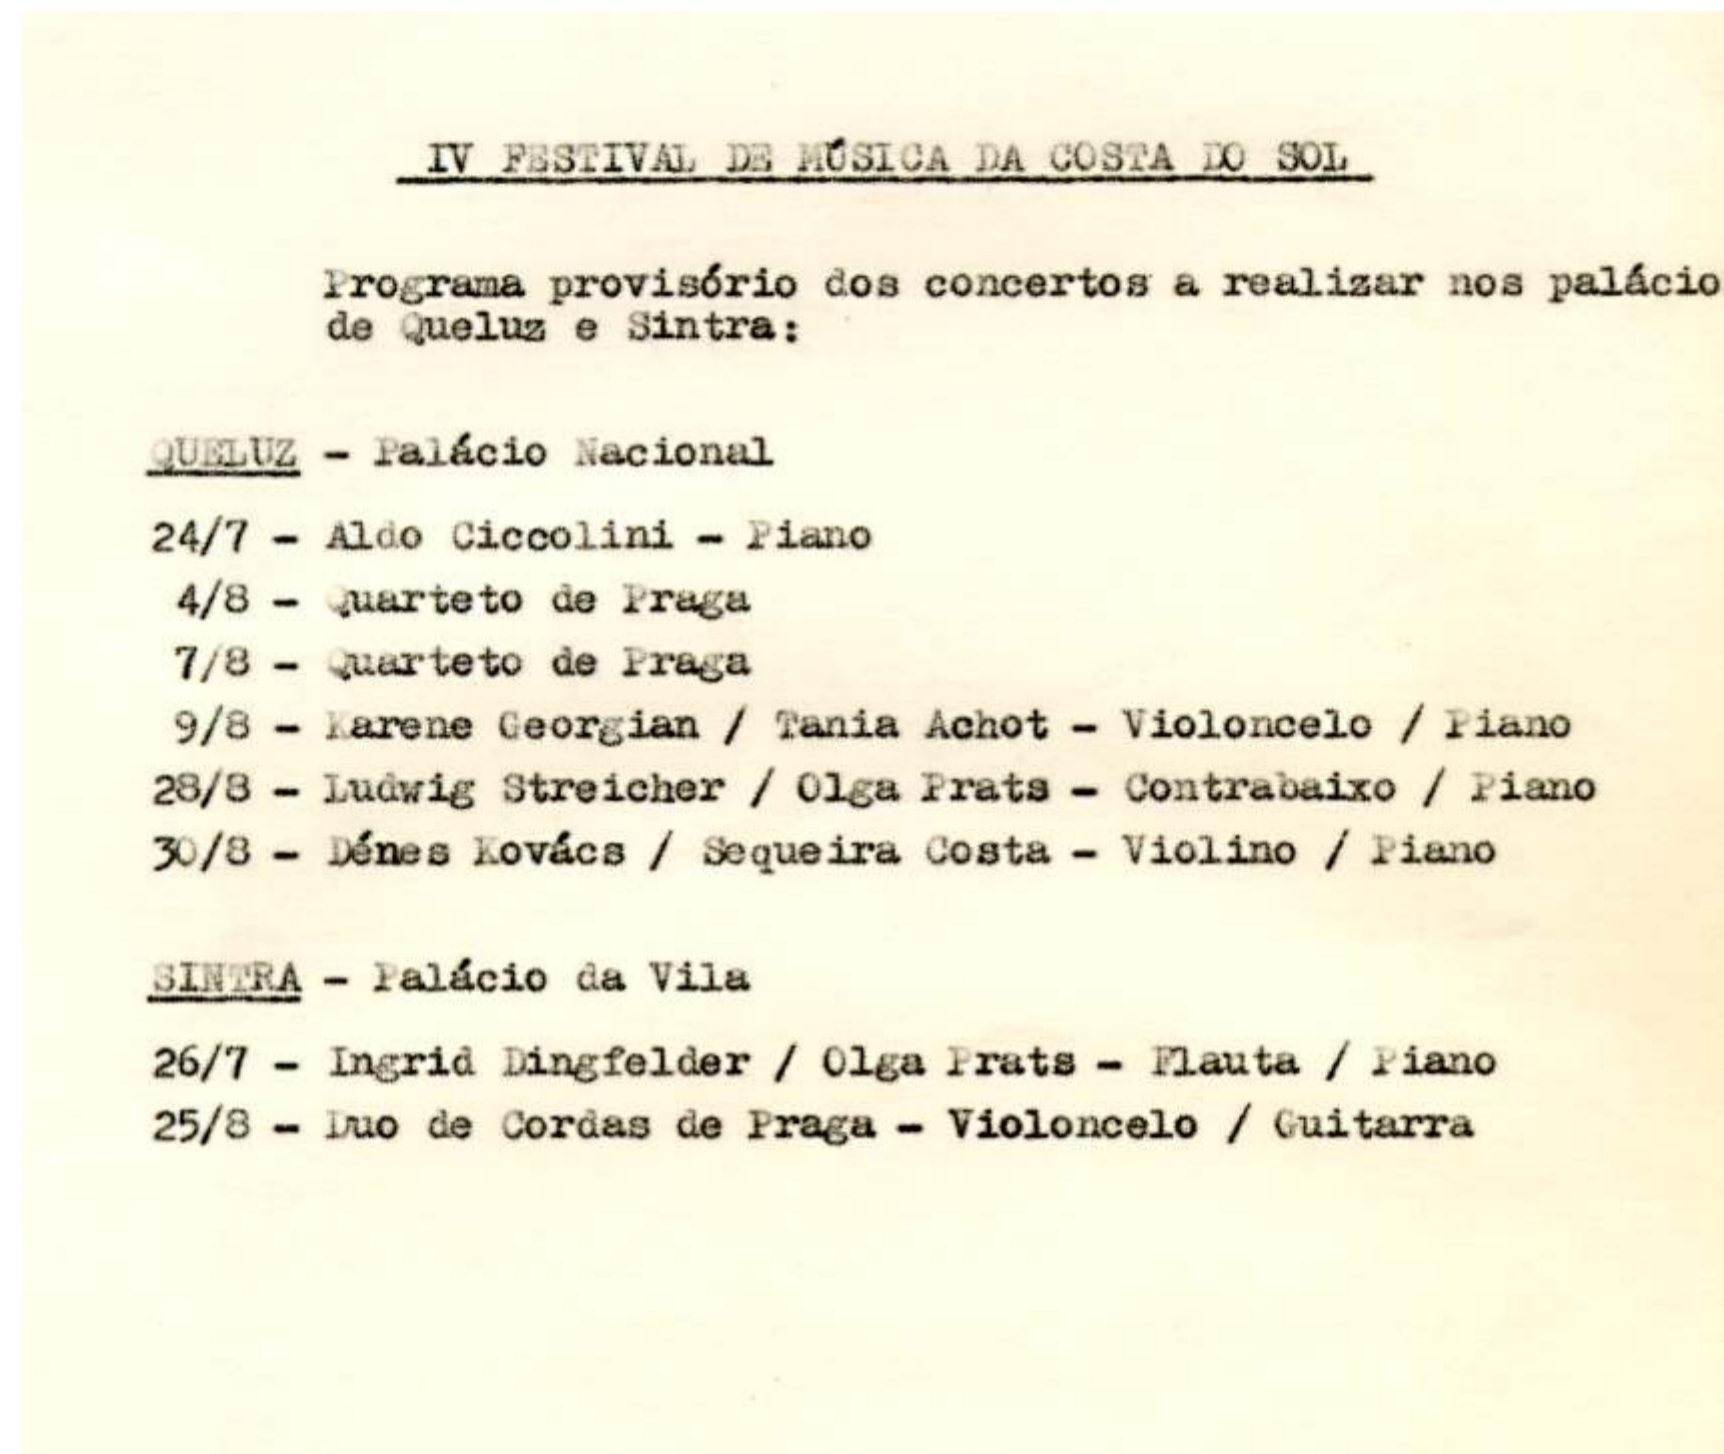 IV FESTIVAL DE MÚSICA DA COSTA DO SOL
Programa provisório dos concertos a realizar nos palácio
de Queluz e Sintra:
QUELUZ - Palácio Nacional
24/7 - Aldo Ciccolini - Piano
4/8 - Quarteto de Praga
7/8 - Quarteto de Praga
9/8 - Karene Georgian / Tania Achot - Violoncelo / Piano
28/8 - Ludwig Streicher / Olga Prats - Contrabaixo / Piano
30/8 - Dénes Kovács / Sequeira Costa - Violino / Piano
SINTRA - Palácio da Vila
26/7 - Ingrid Dingfelder / Olga Prats - Flauta / Piano
25/8 - Duo de Cordas de Praga - Violoncelo / Guitarra